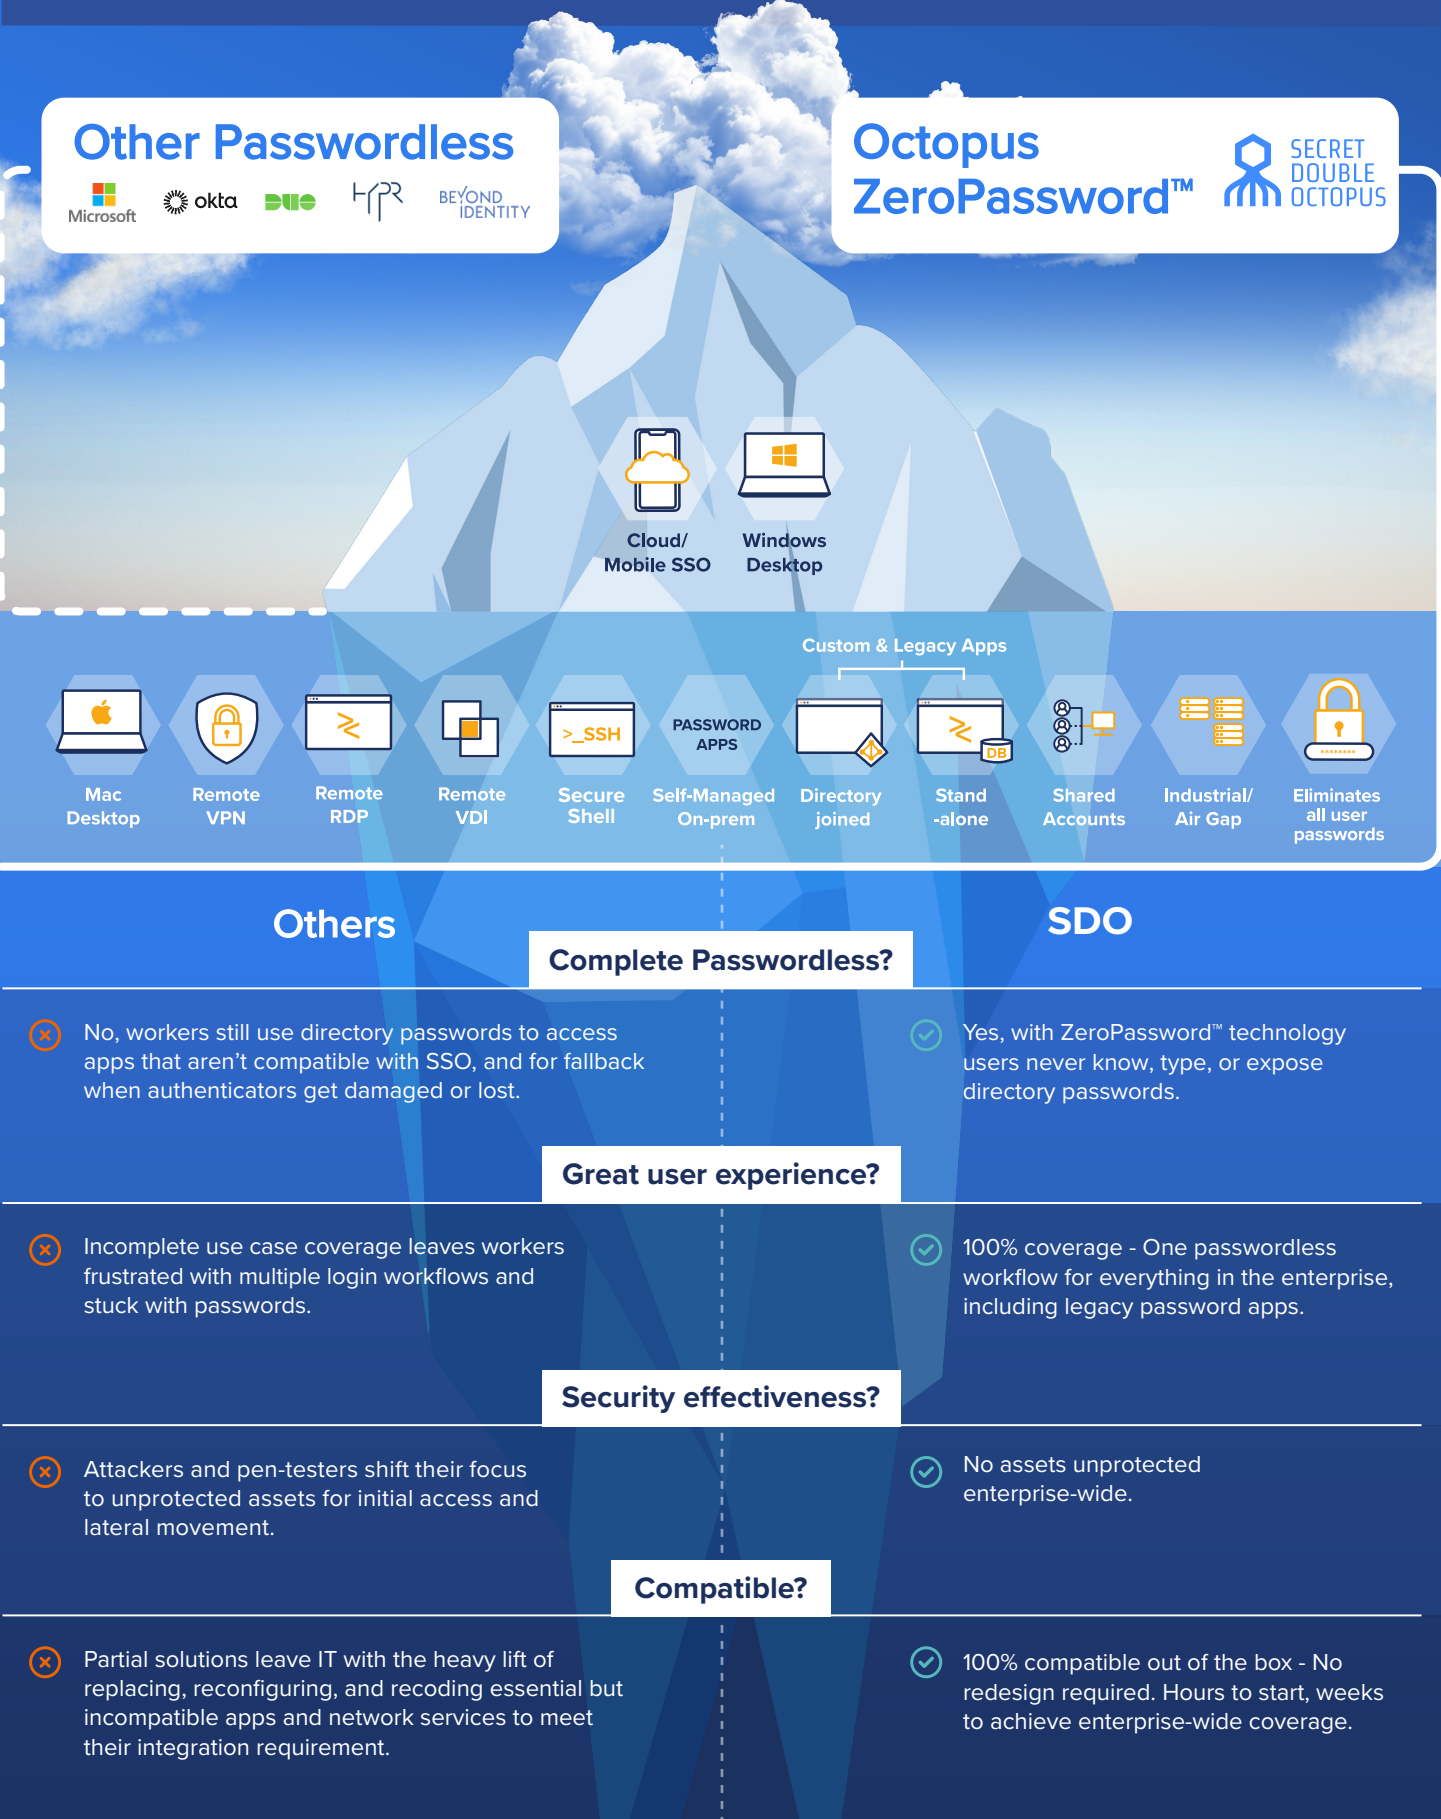 Other Passwordless
Microsoft
okta
DUO
HYPR
BEYOND
IDENTITY
Octopus
ZeroPassword™
SECRET
DOUBLE
OCTOPUS
Cloud/
Mobile SSO
Windows
Desktop
Custom & Legacy Apps
>_SSH
PASSWORD
APPS
DB
********
Mac
Desktop
Remote
VPN
Remote
RDP
Remote
VDI
Secure
Shell
Self-Managed
On-prem
Directory
joined
Stand
-alone
Shared
Accounts
Industrial/
Air Gap
Eliminates
all user
passwords
Others
SDO
Complete Passwordless?
No, workers still use directory passwords to access
apps that aren't compatible with SSO, and for fallback
when authenticators get damaged or lost.
Yes, with ZeroPassword™ technology
users never know, type, or expose
directory passwords.
Great user experience?
Incomplete use case coverage leaves workers
frustrated with multiple login workflows and
stuck with passwords.
100% coverage - One passwordless
workflow for everything in the enterprise,
including legacy password apps.
Security effectiveness?
Attackers and pen-testers shift their focus
to unprotected assets for initial access and
lateral movement.
No assets unprotected
enterprise-wide.
Compatible?
Partial solutions leave IT with the heavy lift of
replacing, reconfiguring, and recoding essential but
incompatible apps and network services to meet
their integration requirement.
100% compatible out of the box - No
redesign required. Hours to start, weeks
to achieve enterprise-wide coverage.